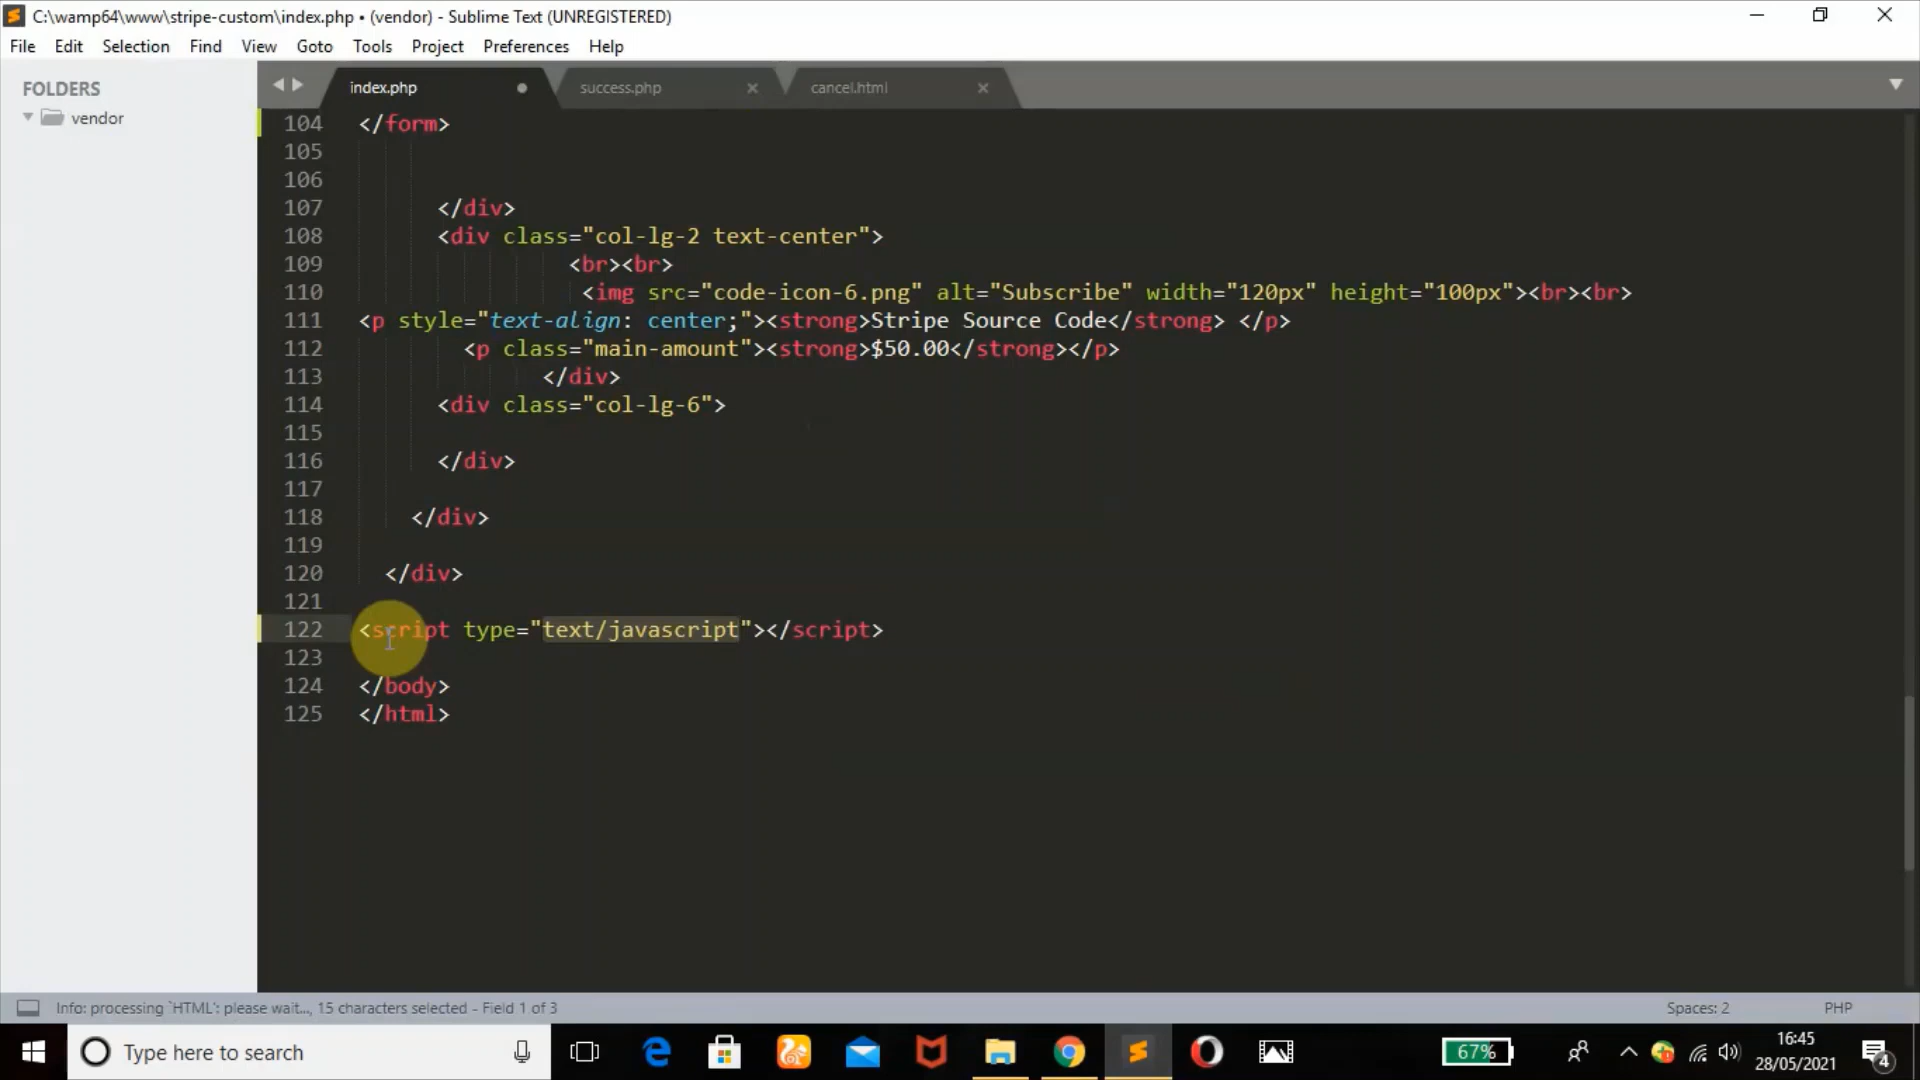 C:\wamp64\www\stripe-custom\index.php • (vendor) - Sublime Text (UNREGISTERED)
File Edit Selection Find View Goto Tools Project Preferences Help
FOLDERS
vendor
index.php success.php cancel.html
104 </form>
105
106
107 </div>
108 <div class="col-lg-2 text-center">
109 <br><br>
110 <img src="code-icon-6.png" alt="Subscribe" width="120px" height="100px"><br><br>
111 <p style="text-align: center;"><strong>Stripe Source Code</strong> </p>
112 <p class="main-amount"><strong>$50.00</strong></p>
113 </div>
114 <div class="col-lg-6">
115
116 </div>
117
118 </div>
119
120 </div>
121
122 <script type="text/javascript"></script>
123
124 </body>
125 </html>
Info: processing `HTML': please wait..., 15 characters selected - Field 1 of 3
Spaces: 2 PHP
Type here to search
67%
16:45
28/05/2021
4